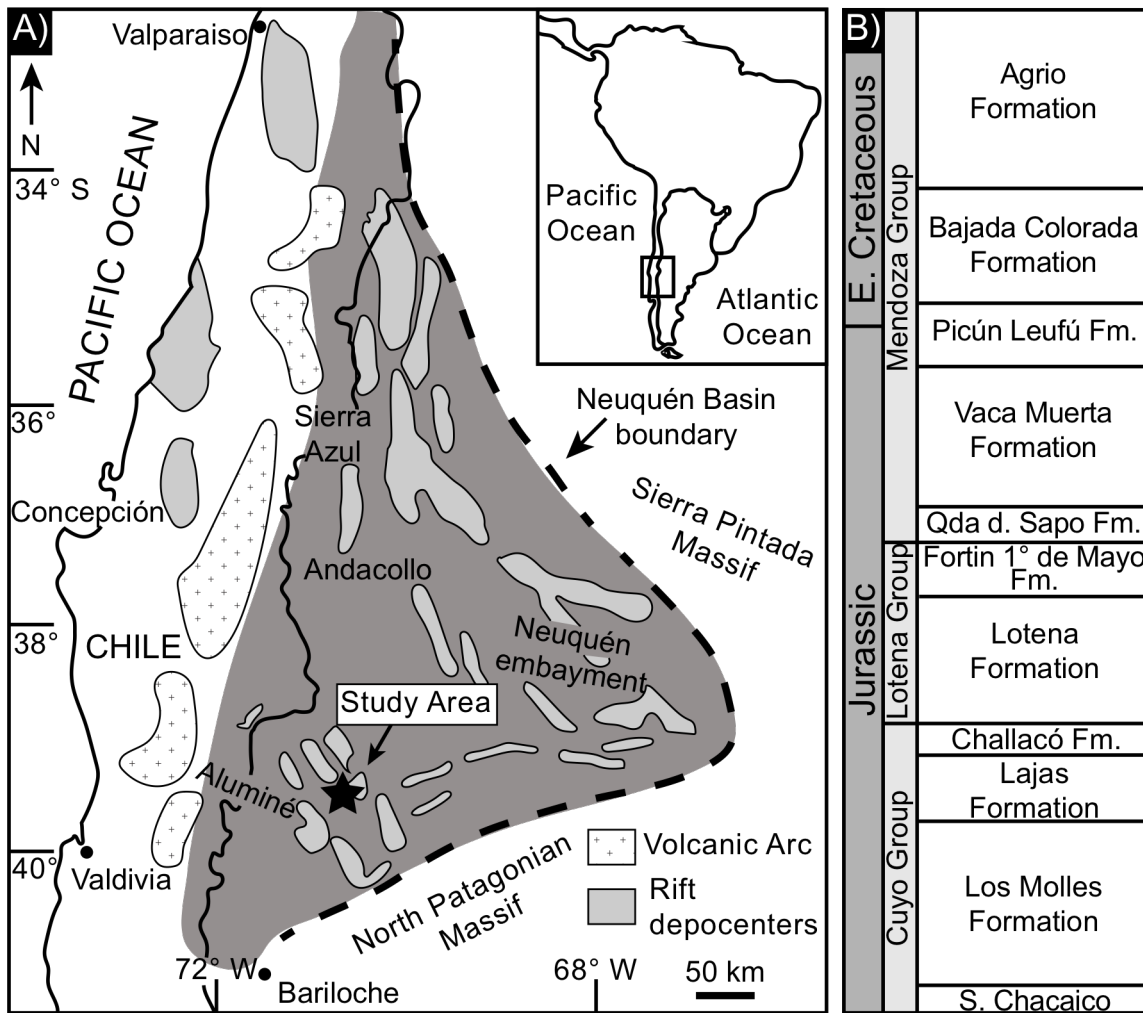 A)
Valparaiso
N
34° S
PACIFIC OCEAN
36°
Sierra
Azul
Concepción
Andacollo
38°
CHILE
Neuquén
embayment
Study Area
Aluminé
40°
Valdivia
72° W
Bariloche
68° W
50 km
Pacific
Ocean
Atlantic
Ocean
Neuquén Basin
boundary
Sierra Pintada
Massif
North Patagonian
Massif
Volcanic Arc
Rift
depocenters
B)
E. Cretaceous
Jurassic
Mendoza Group
Lotena Group
Cuyo Group
Agrio
Formation
Bajada Colorada
Formation
Picún Leufú Fm.
Vaca Muerta
Formation
Qda d. Sapo Fm.
Fortin 1° de Mayo
Fm.
Lotena
Formation
Challacó Fm.
Lajas
Formation
Los Molles
Formation
S. Chacaico